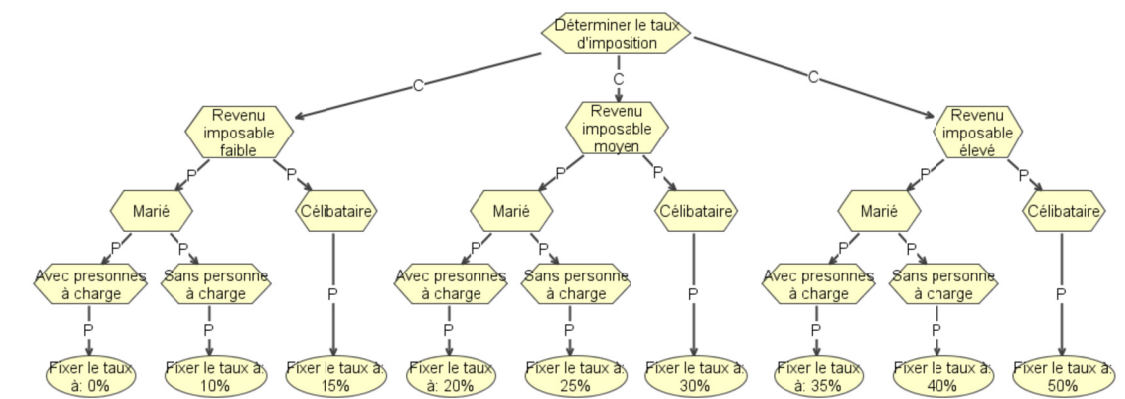 Déterminer le taux
d'imposition
C
C
C
Revenu
imposable
faible
Revenu
imposable
moyen
Revenu
imposable
élevé
P
P
P
P
P
P
Marié
Célibataire
Marié
Célibataire
Marié
Célibataire
P
P
P
P
P
P
Avec presonnes
à charge
Sans personne
à charge
Avec presonnes
à charge
Sans personne
à charge
Avec presonnes
à charge
Sans personne
à charge
P
P
P
P
P
P
P
P
P
Fixer le taux
à: 0%
Fixer le taux à:
10%
Fixer le taux à:
15%
Fixer le taux
à: 20%
Fixer le taux à:
25%
Fixer le taux à:
30%
Fixer le taux
à: 35%
Fixer le taux à:
40%
Fixer le taux à:
50%